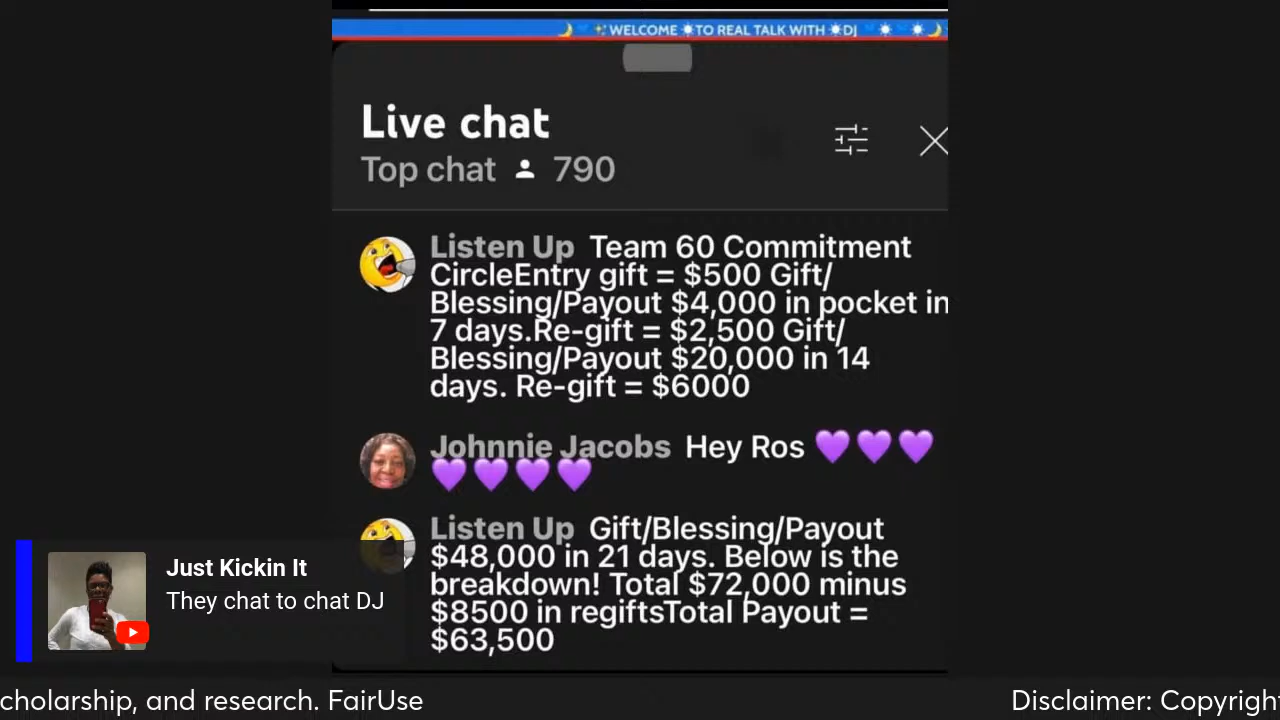 WELCOME ☀TO REAL TALK WITH ☀DJ
Live chat
Top chat 790
Listen Up Team 60 Commitment
CircleEntry gift = $500 Gift/
Blessing/Payout $4,000 in pocket in
7 days.Re-gift = $2,500 Gift/
Blessing/Payout $20,000 in 14
days. Re-gift = $6000
Johnnie Jacobs Hey Ros 💜💜💜
💜💜💜💜
Listen Up Gift/Blessing/Payout
$48,000 in 21 days. Below is the
breakdown! Total $72,000 minus
$8500 in regiftsTotal Payout =
$63,500
Just Kickin It
They chat to chat DJ
cholarship, and research. FairUse
Disclaimer: Copyright